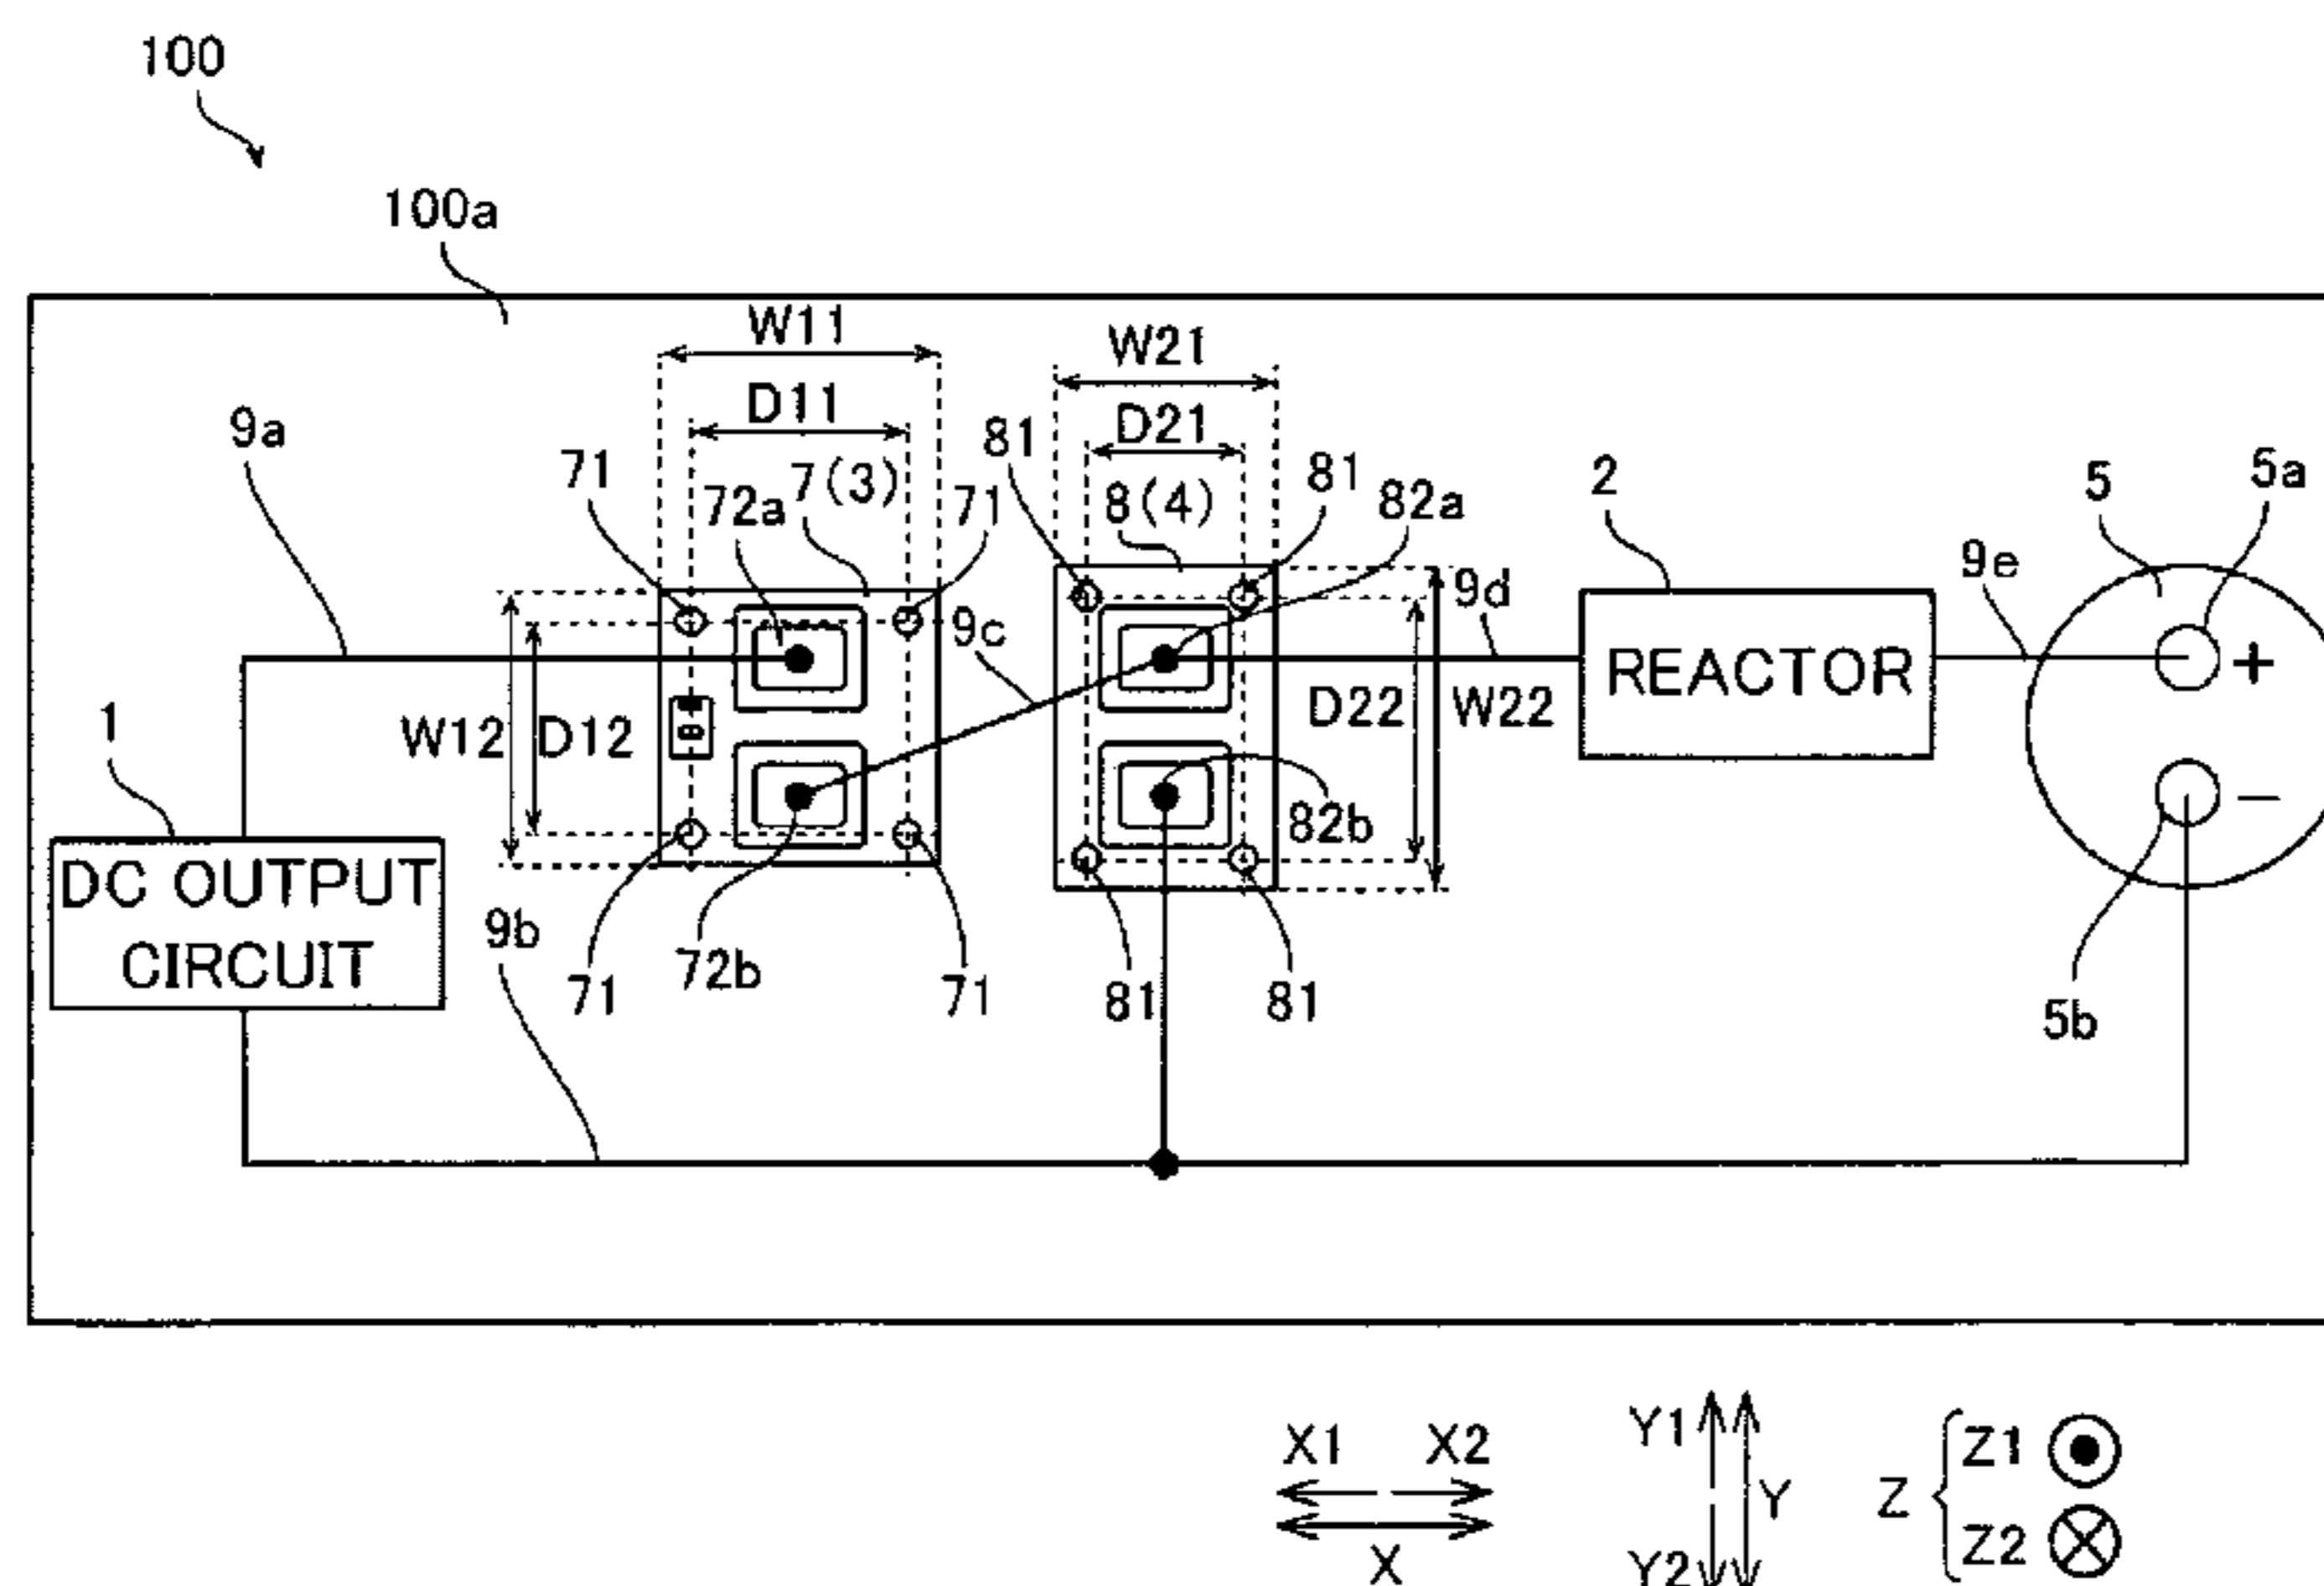 100
100a
W11
W21
D11
D21
9a
71
72a
7(3)
71
81
8(4)
81
82a
2
5
5a
9c
9d
9e
1
W12
D12
D22
W22
REACTOR
+
−
DC OUTPUT
CIRCUIT
82b
9b
71
72b
71
81
81
5b
X1 X2
X
Y1
Y
Y2
Z
Z1
Z2